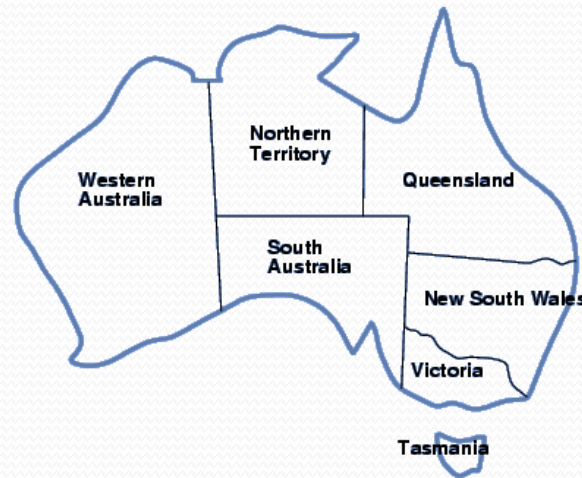 Northern
Territory
Western
Australia
Queensland
South
Australia
New South Wales
Victoria
Tasmania